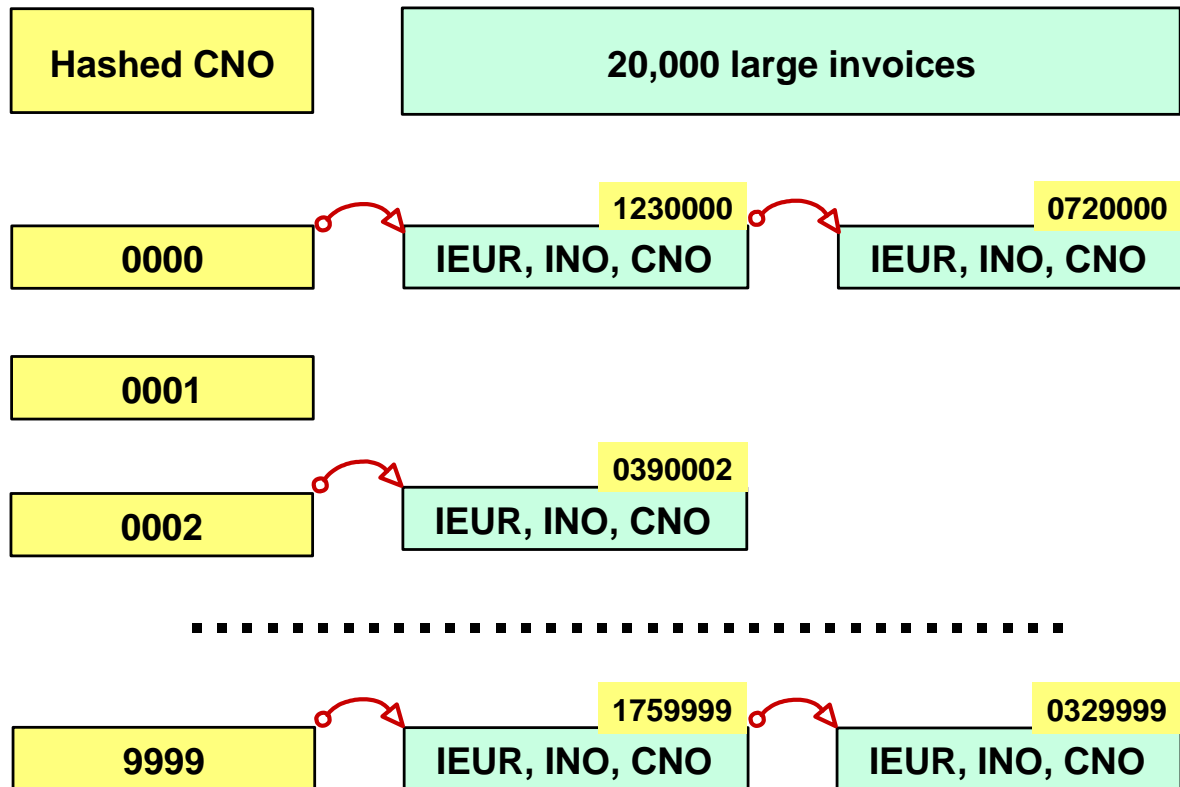 Hashed CNO
20,000 large invoices
1230000
0720000
0000
IEUR, INO, CNO
IEUR, INO, CNO
0001
0390002
0002
IEUR, INO, CNO
1759999
0329999
9999
IEUR, INO, CNO
IEUR, INO, CNO